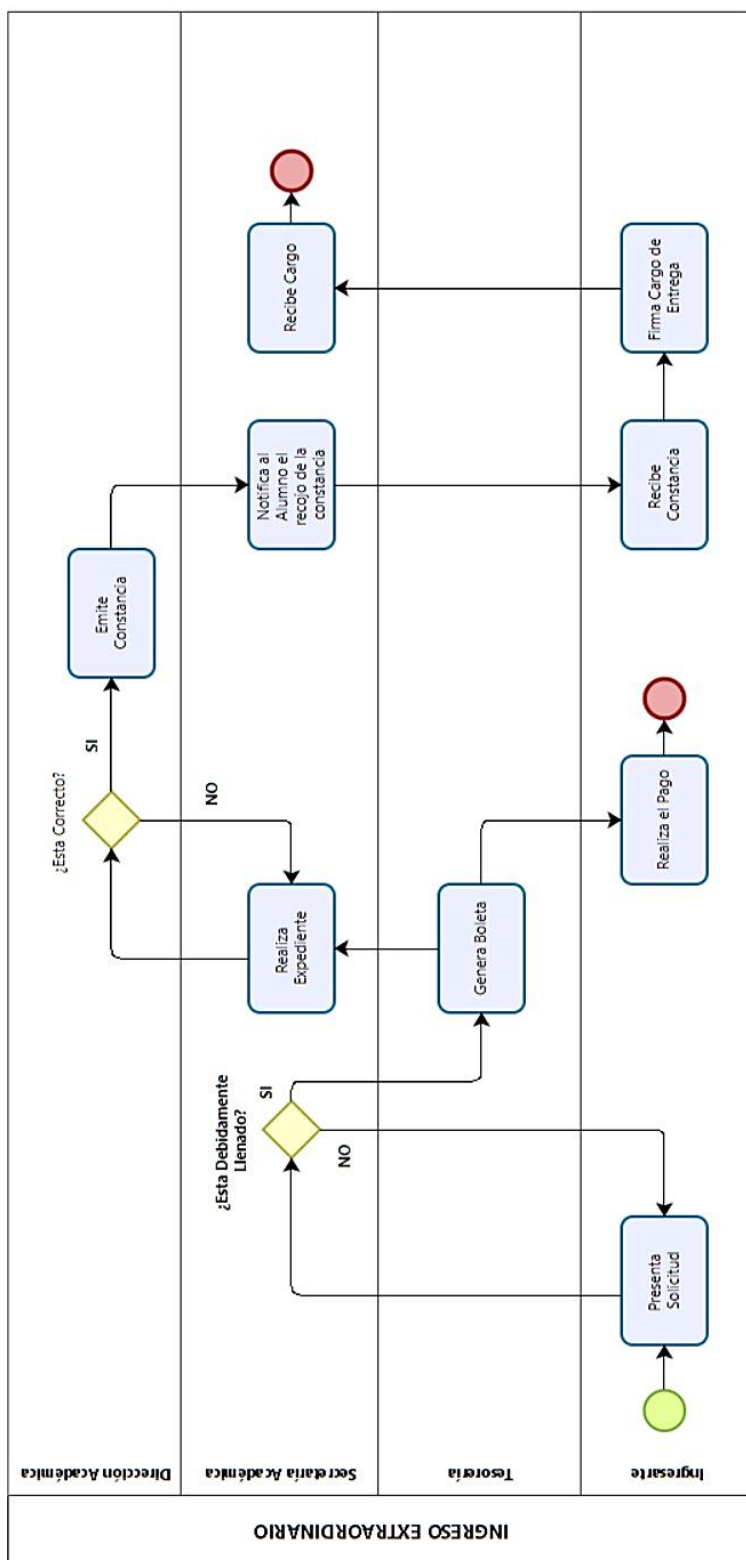 INGRESO EXTRAORDINARIO
Dirección Académica
¿Esta Correcto?
SI
NO
Emite
Constancia
Secretaría Académica
¿Esta Debidamente
Llenado?
SI
NO
Realiza
Expediente
Notifica al
Alumno el
recojo de la
constancia
Recibe Cargo
Tesorería
Genera Boleta
Ingresante
Presenta
Solicitud
Realiza el Pago
Recibe
Constancia
Firma Cargo de
Entrega